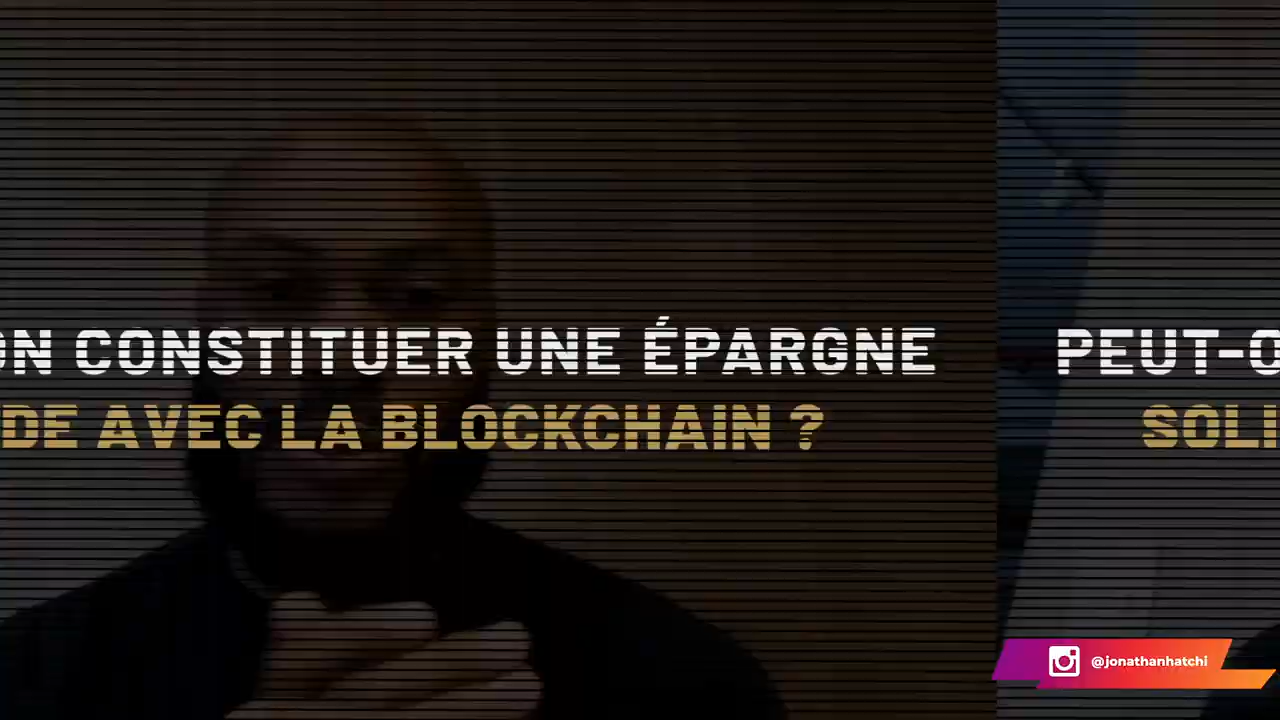 ON CONSTITUER UNE ÉPARGNE
DE AVEC LA BLOCKCHAIN ?
PEUT-O
SOLI
@jonathanhatchi